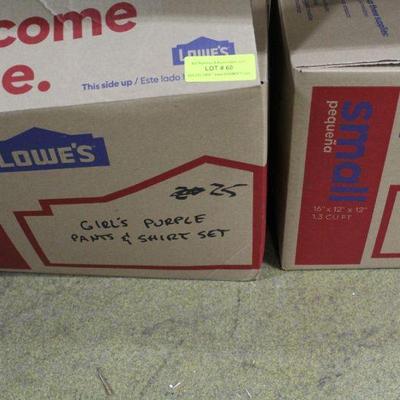 come
e.
LOWE'S
LOT # 60
This side up / Este lado
LOWE'S
25
GIRL'S PURPLE
PANTS & SHIRT SET
small
pequeña
16" x 12" x 12"
1.3 CU FT